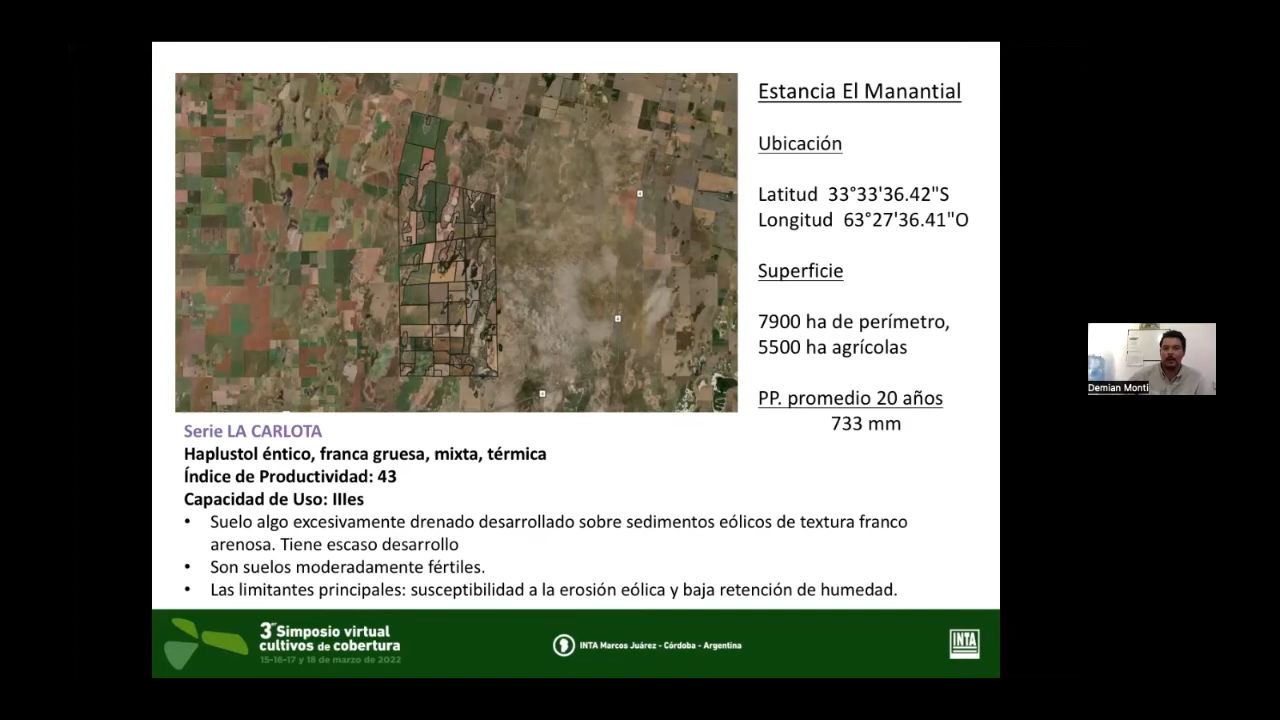 Estancia El Manantial
Ubicación
Latitud 33°33'36.42"S
Longitud 63°27'36.41"O
Superficie
7900 ha de perímetro,
5500 ha agrícolas
PP. promedio 20 años
733 mm
Serie LA CARLOTA
Haplustol éntico, franca gruesa, mixta, térmica
Índice de Productividad: 43
Capacidad de Uso: IIIes
• Suelo algo excesivamente drenado desarrollado sobre sedimentos eólicos de textura franco
arenosa. Tiene escaso desarrollo
• Son suelos moderadamente fértiles.
• Las limitantes principales: susceptibilidad a la erosión eólica y baja retención de humedad.
3er Simposio virtual
cultivos de cobertura
15-16-17 y 18 de marzo de 2022
INTA Marcos Juárez - Córdoba - Argentina
INTA
Demian Monti